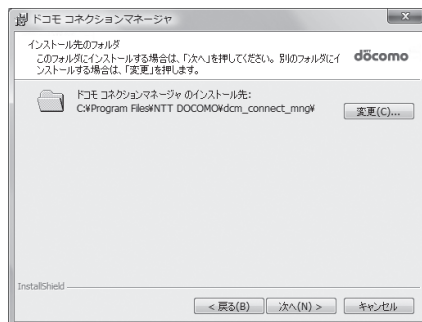 ドコモ コネクションマネージャ
インストール先のフォルダ
このフォルダにインストールする場合は、「次へ」を押してください。別のフォルダにイ
ンストールする場合は、「変更」を押します。
döcomo
ドコモ コネクションマネージャ のインストール先:
C:¥Program Files¥NTT DOCOMO¥dcm_connect_mng¥
変更(C)...
InstallShield
< 戻る(B)
次へ(N) >
キャンセル